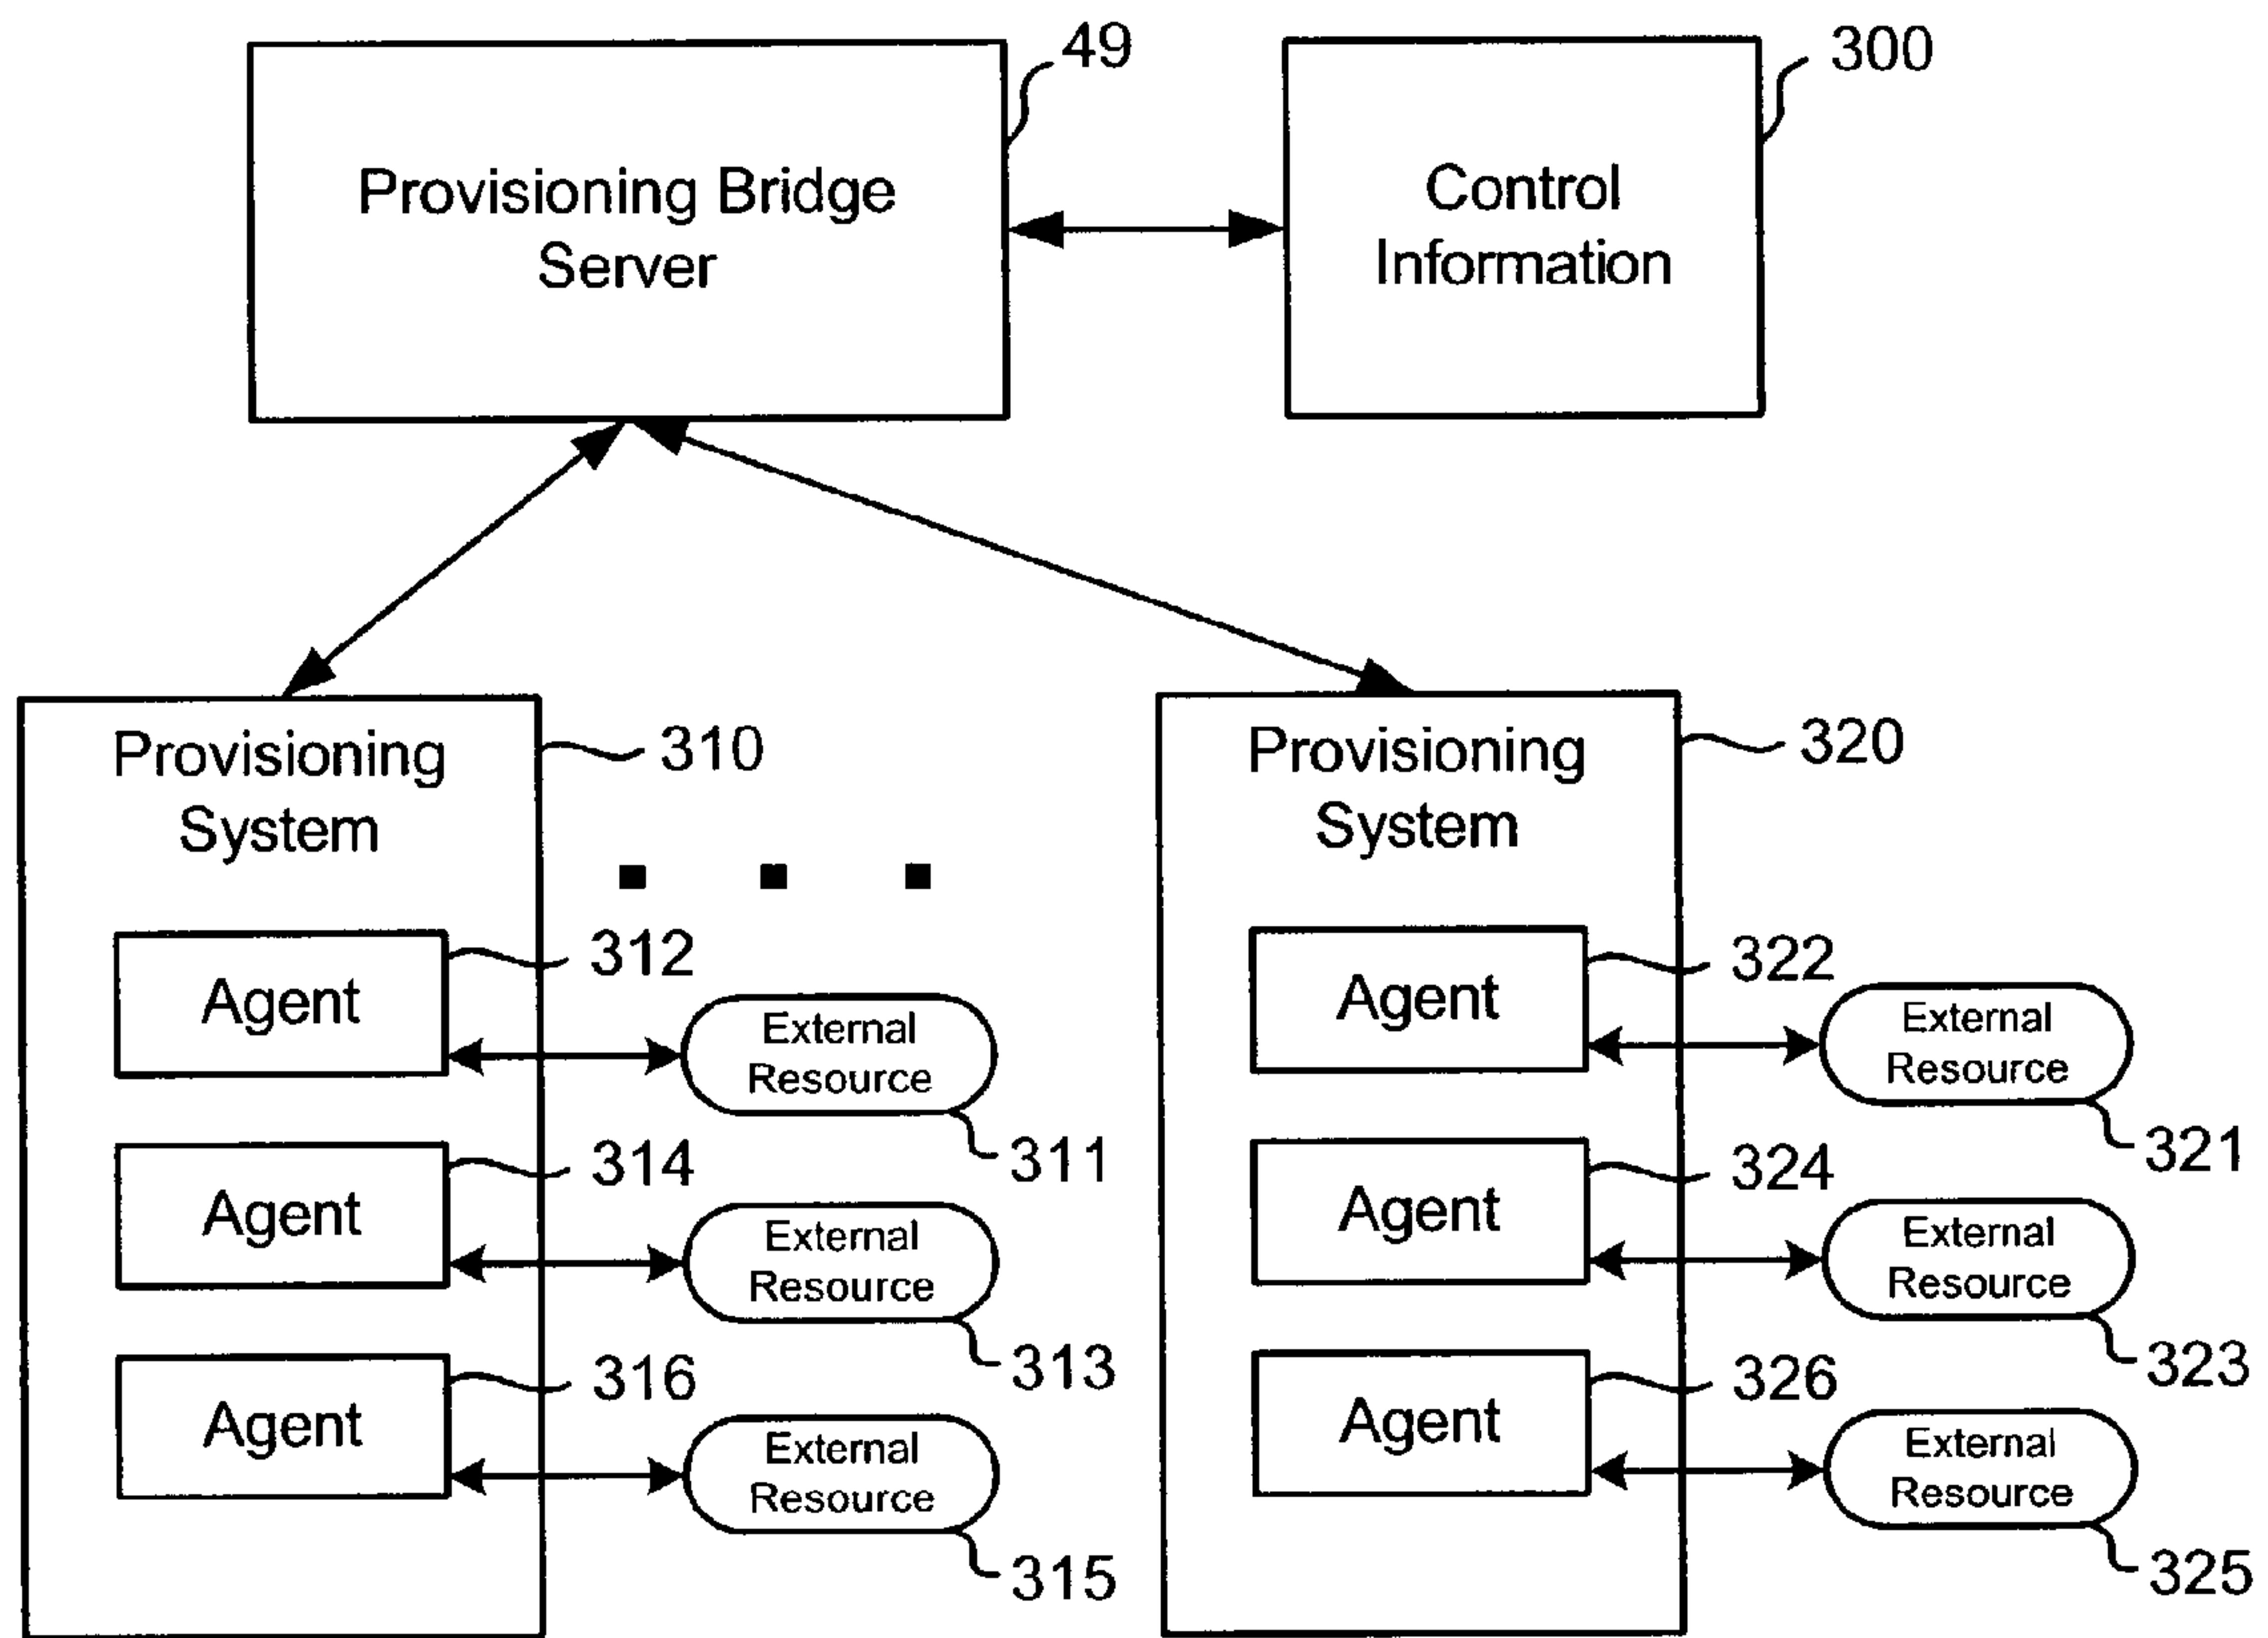 49
300
Provisioning Bridge
Server
Control
Information
Provisioning
System
310
Provisioning
System
320
Agent
312
External
Resource
311
Agent
314
External
Resource
313
Agent
316
External
Resource
315
Agent
322
External
Resource
321
Agent
324
External
Resource
323
Agent
326
External
Resource
325